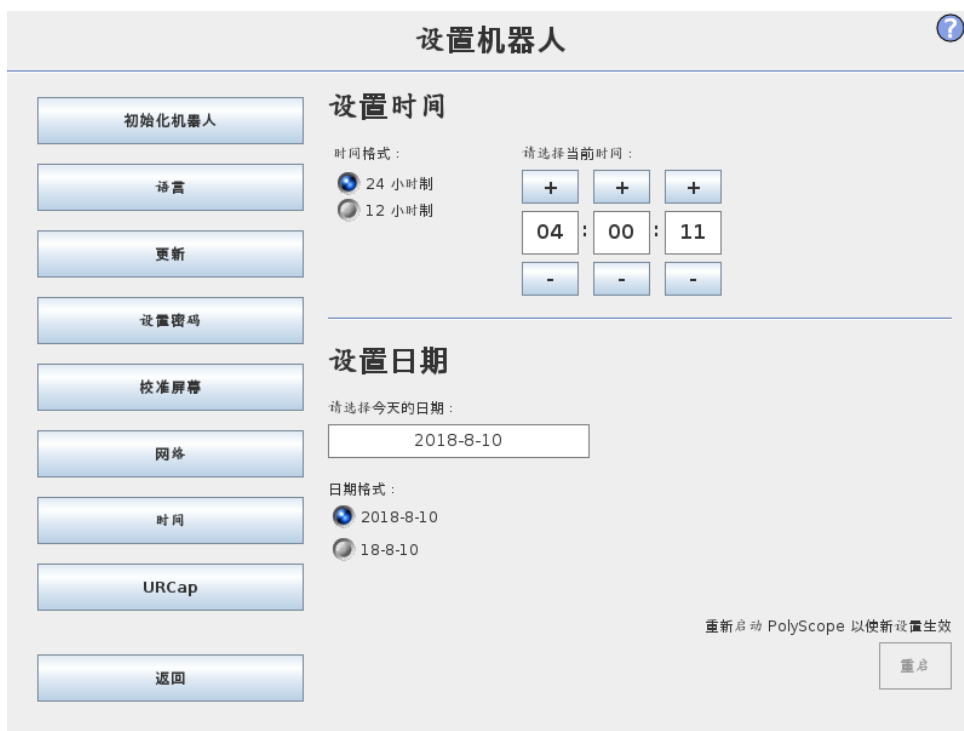 设置机器人
?
初始化机器人
语言
更新
设置密码
校准屏幕
网络
时间
URCap
返回
设置时间
时间格式：
24 小时制
12 小时制
请选择当前时间：
+ + +
04 : 00 : 11
- - -
设置日期
请选择今天的日期：
2018-8-10
日期格式：
2018-8-10
18-8-10
重新启动 PolyScope 以使新设置生效
重启